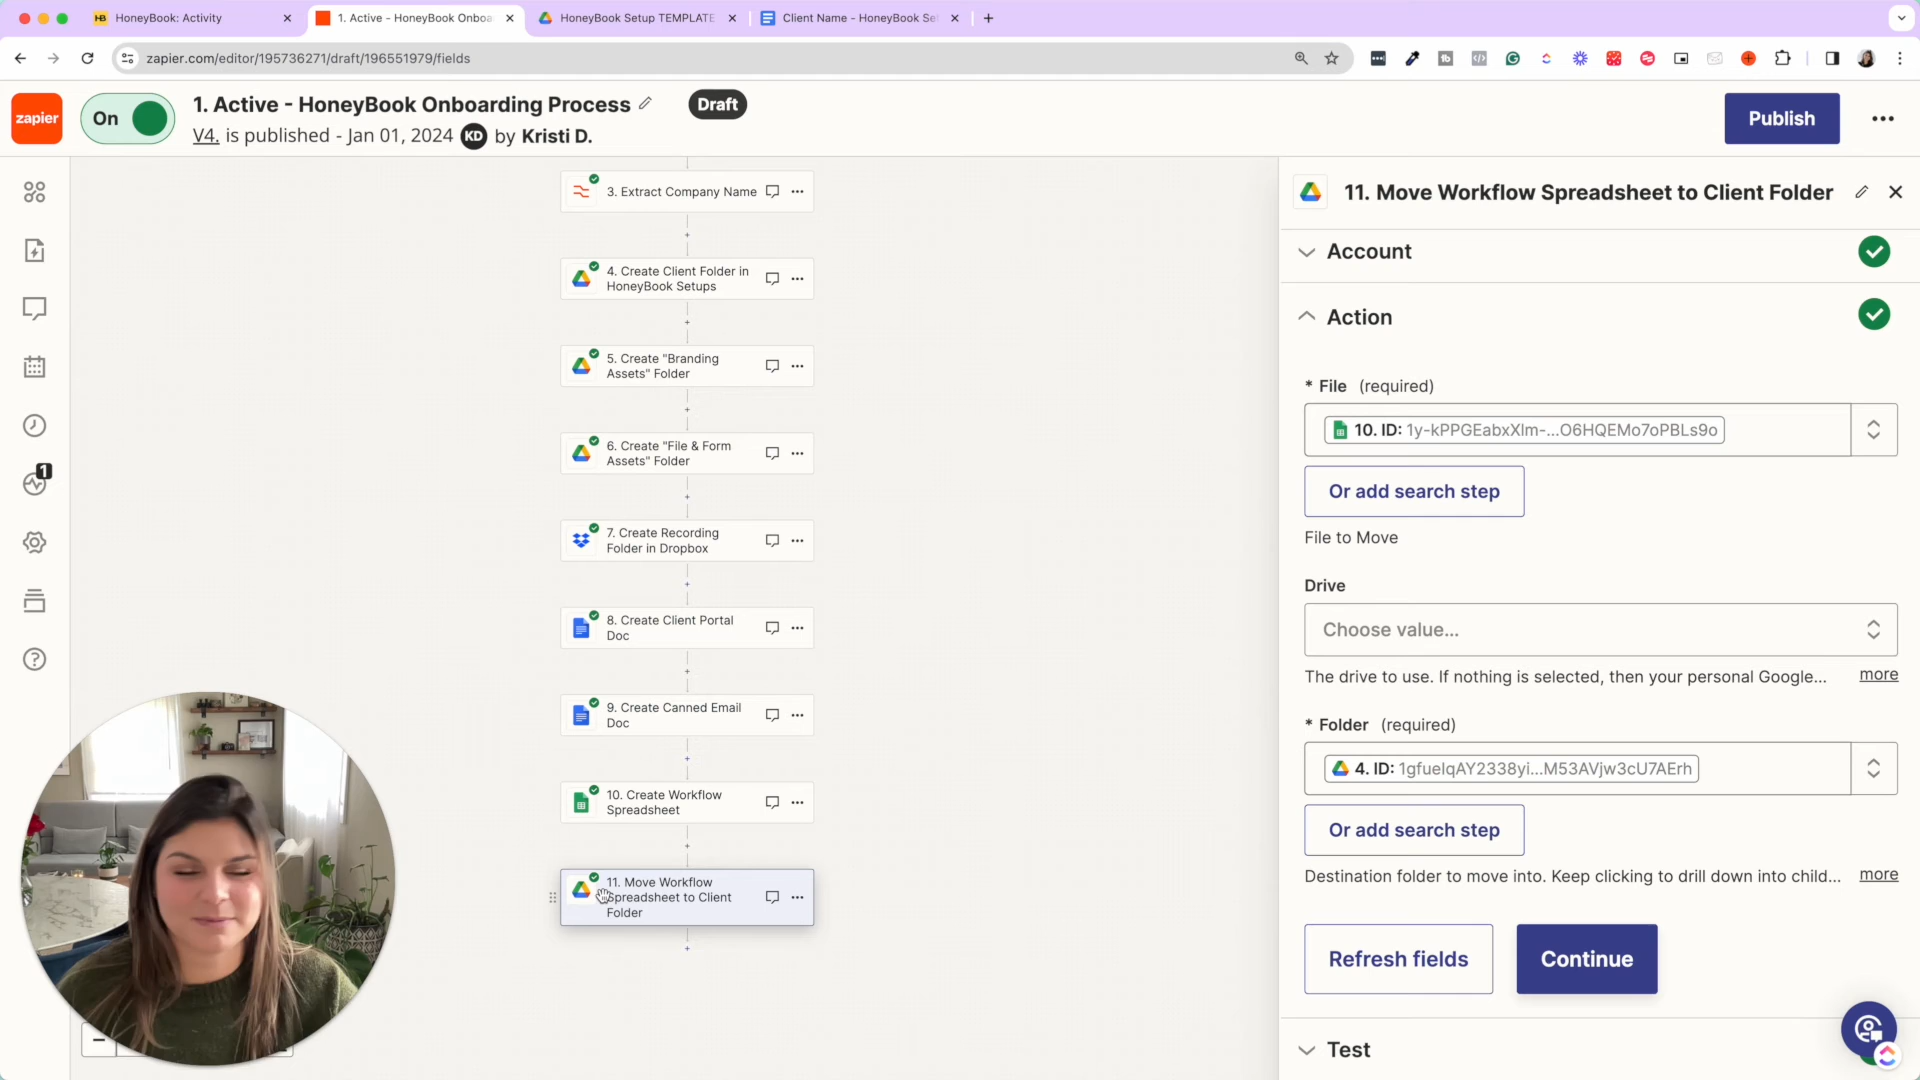 HB HoneyBook: Activity
1. Active - HoneyBook Onboa
HoneyBook Setup TEMPLATE
Client Name - HoneyBook Se
zapier.com/editor/195736271/draft/196551979/fields
zapier
On
1. Active - HoneyBook Onboarding Process
Draft
V4. is published - Jan 01, 2024 KD by Kristi D.
Publish
3. Extract Company Name
4. Create Client Folder in
HoneyBook Setups
5. Create "Branding
Assets" Folder
6. Create "File & Form
Assets" Folder
1
7. Create Recording
Folder in Dropbox
8. Create Client Portal
Doc
9. Create Canned Email
Doc
10. Create Workflow
Spreadsheet
11. Move Workflow
Spreadsheet to Client
Folder
11. Move Workflow Spreadsheet to Client Folder
Account
Action
* File (required)
10. ID: 1y-kPPGEabxXlm-...O6HQEMo7oPBLs9o
Or add search step
File to Move
Drive
Choose value...
The drive to use. If nothing is selected, then your personal Google... more
* Folder (required)
4. ID: 1gfueIqAY2338yi...M53AVjw3cU7AErh
Or add search step
Destination folder to move into. Keep clicking to drill down into child... more
Refresh fields
Continue
Test